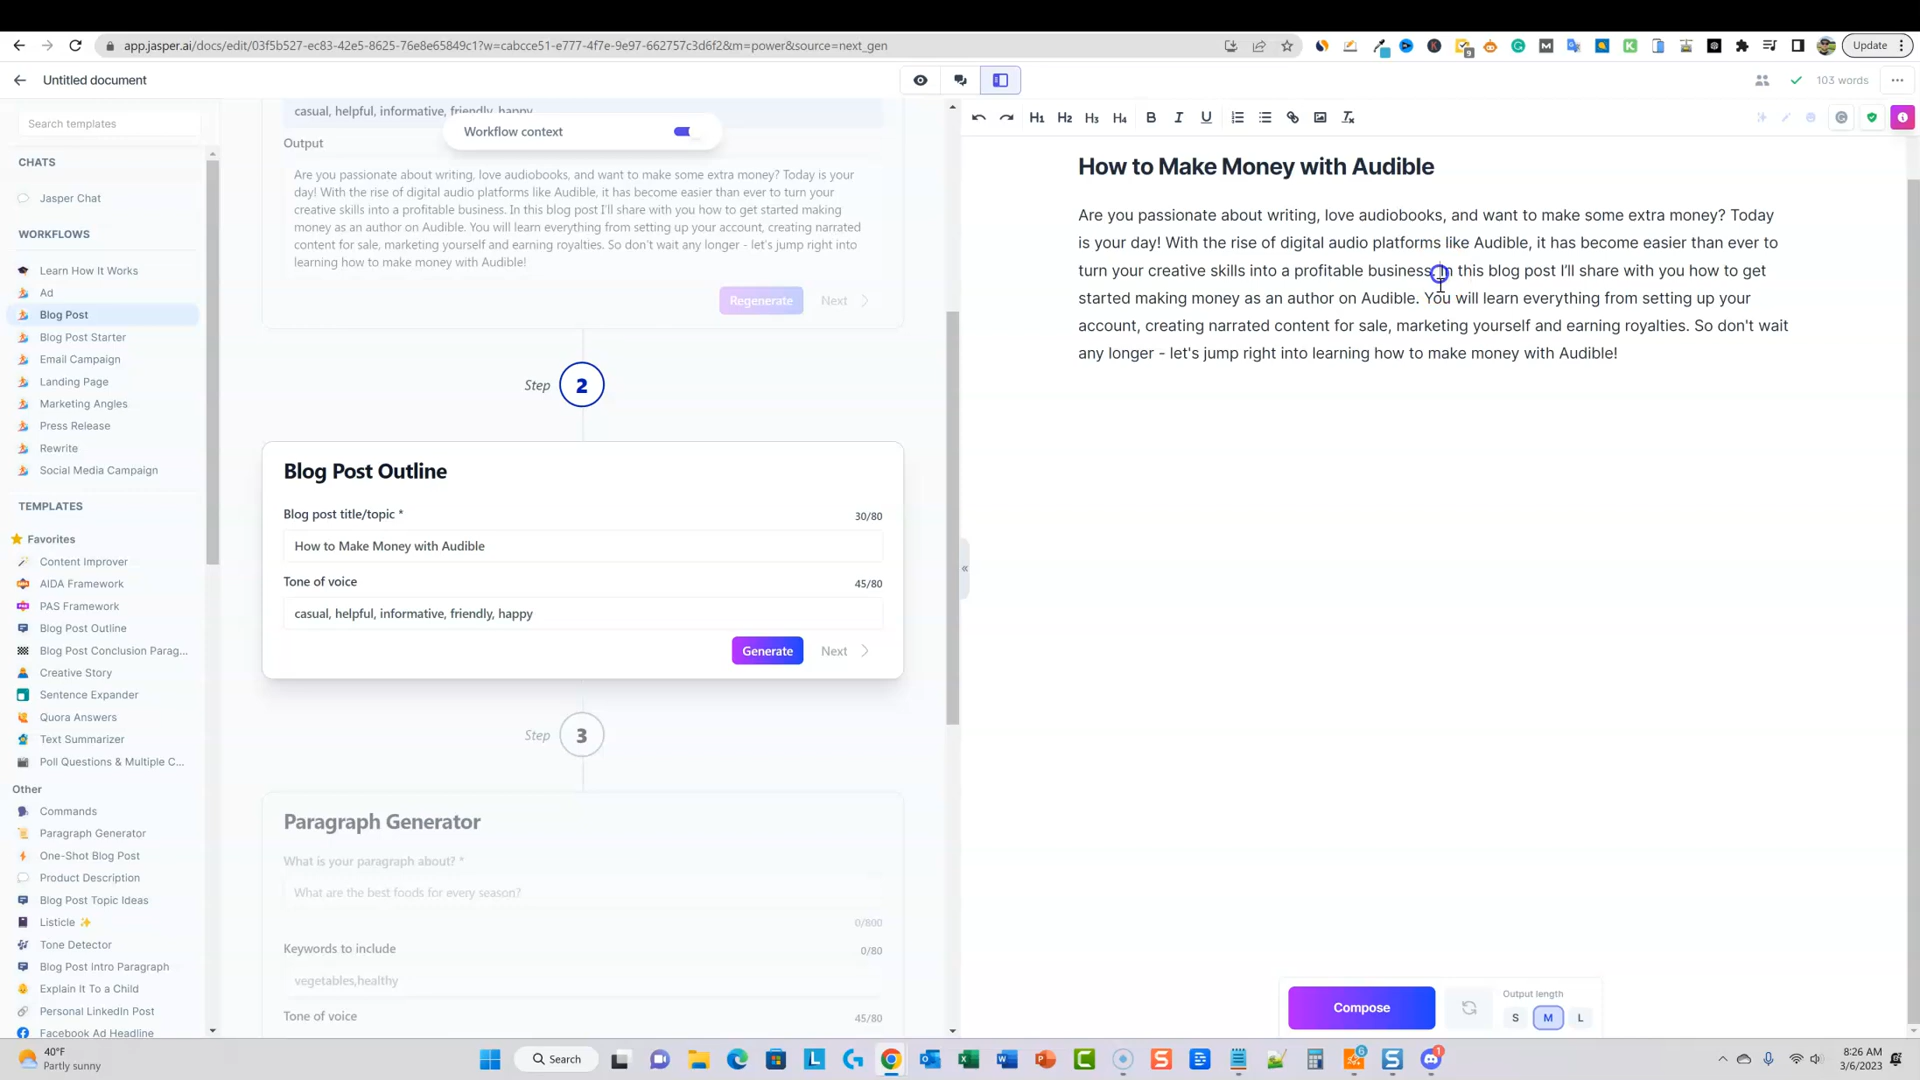 app.jasper.ai/docs/edit/03f5b527-ec83-42e5-8625-76e8e65849c1?w=cabcce51-e777-4f7e-9e97-662757c3d6f2&m=power&source=next_gen
Update
Untitled document
103 words
Search templates
CHATS
Jasper Chat
WORKFLOWS
Learn How It Works
Ad
Blog Post
Blog Post Starter
Email Campaign
Landing Page
Marketing Angles
Press Release
Rewrite
Social Media Campaign
TEMPLATES
Favorites
Content Improver
AIDA Framework
PAS Framework
Blog Post Outline
Blog Post Conclusion Parag...
Creative Story
Sentence Expander
Quora Answers
Text Summarizer
Poll Questions & Multiple C...
Other
Commands
Paragraph Generator
One-Shot Blog Post
Product Description
Blog Post Topic Ideas
Listicle ✨
Tone Detector
Blog Post Intro Paragraph
Explain It To a Child
Personal LinkedIn Post
Facebook Ad Headline
casual, helpful, informative, friendly, happy
Workflow context
Output
Are you passionate about writing, love audiobooks, and want to make some extra money? Today is your
day! With the rise of digital audio platforms like Audible, it has become easier than ever to turn your
creative skills into a profitable business. In this blog post I'll share with you how to get started making
money as an author on Audible. You will learn everything from setting up your account, creating narrated
content for sale, marketing yourself and earning royalties. So don't wait any longer - let's jump right into
learning how to make money with Audible!
Regenerate
Next
Step 2
Blog Post Outline
Blog post title/topic *
30/80
How to Make Money with Audible
Tone of voice
45/80
casual, helpful, informative, friendly, happy
Generate
Next
Step 3
Paragraph Generator
What is your paragraph about? *
What are the best foods for every season?
0/800
Keywords to include
0/80
vegetables,healthy
Tone of voice
45/80
H1 H2 H3 H4 B I U
How to Make Money with Audible
Are you passionate about writing, love audiobooks, and want to make some extra money? Today
is your day! With the rise of digital audio platforms like Audible, it has become easier than ever to
turn your creative skills into a profitable business. In this blog post I'll share with you how to get
started making money as an author on Audible. You will learn everything from setting up your
account, creating narrated content for sale, marketing yourself and earning royalties. So don't wait
any longer - let's jump right into learning how to make money with Audible!
Compose
Output length
S M L
40°F
Partly sunny
Search
8:26 AM
3/6/2023